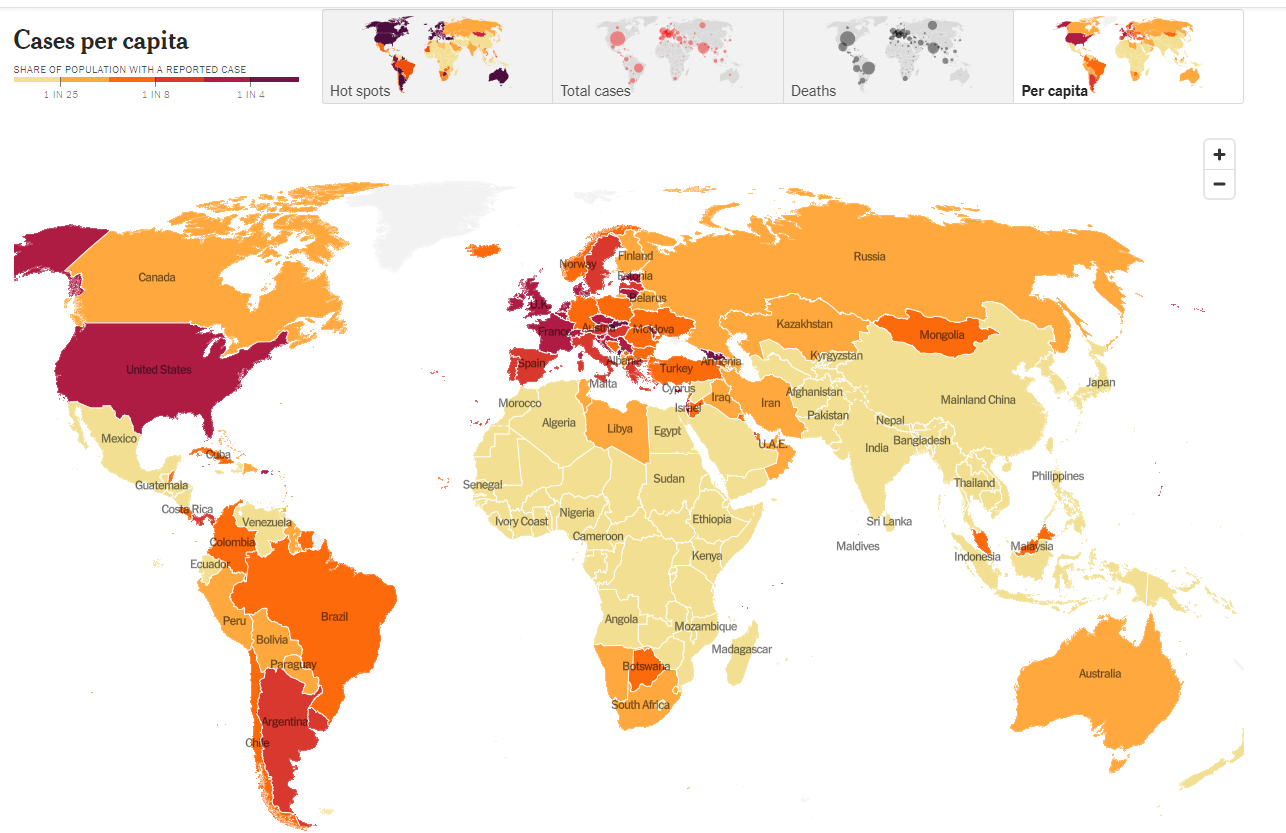 Cases per capita
SHARE OF POPULATION WITH A REPORTED CASE
1 IN 25
1 IN 8
1 IN 4
Hot spots
Total cases
Deaths
Per capita
+
−
Canada
United States
Mexico
Cuba
Guatemala
Costa Rica
Venezuela
Colombia
Ecuador
Peru
Brazil
Bolivia
Paraguay
Argentina
Chile
Norway
Finland
Estonia
Belarus
U.K.
France
Austria
Moldova
Spain
Albania
Malta
Turkey
Armenia
Cyprus
Israel
Iraq
Iran
Russia
Kazakhstan
Kyrgyzstan
Mongolia
Afghanistan
Pakistan
Nepal
India
Bangladesh
Mainland China
Japan
U.A.E.
Morocco
Algeria
Libya
Egypt
Senegal
Sudan
Nigeria
Ivory Coast
Cameroon
Ethiopia
Kenya
Angola
Mozambique
Madagascar
Botswana
South Africa
Thailand
Philippines
Sri Lanka
Maldives
Malaysia
Indonesia
Australia